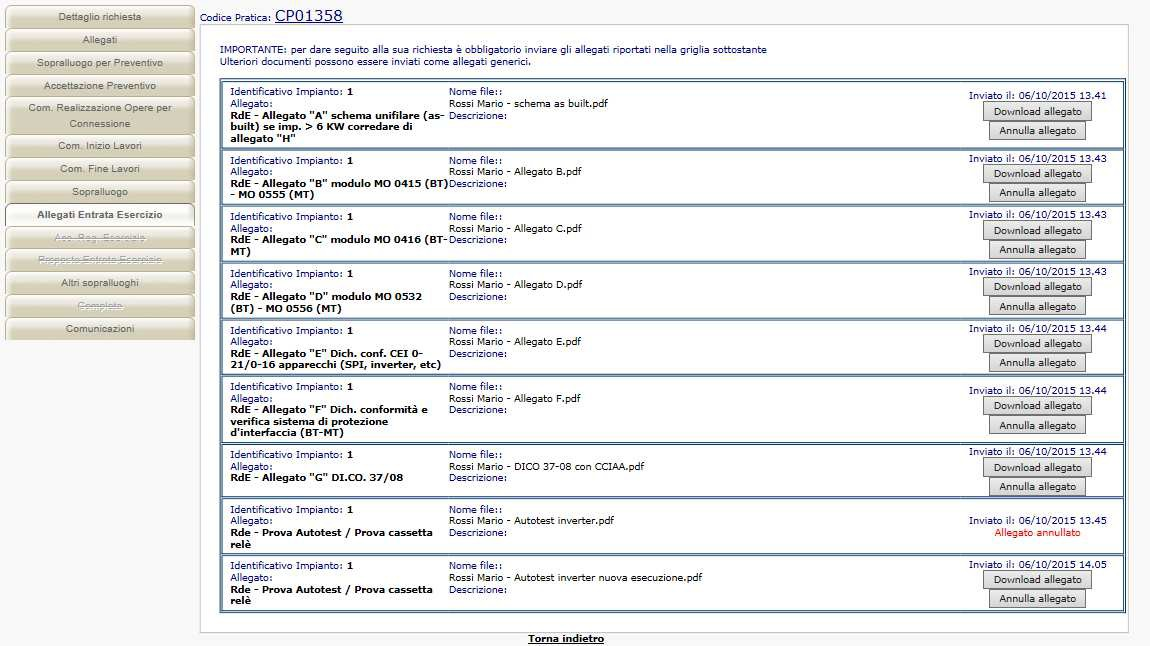 Dettaglio richiesta
Allegati
Sopralluogo per Preventivo
Accettazione Preventivo
Com. Realizzazione Opere per
Connessione
Com. Inizio Lavori
Com. Fine Lavori
Sopralluogo
Allegati Entrata Esercizio
Acc. Reg. Esercizio
Proposta Entrata Esercizio
Altri sopralluoghi
Completa
Comunicazioni
Codice Pratica: CP01358
IMPORTANTE: per dare seguito alla sua richiesta è obbligatorio inviare gli allegati riportati nella griglia sottostante
Ulteriori documenti possono essere inviati come allegati generici.
Identificativo Impianto: 1
Allegato:
RdE - Allegato "A" schema unifilare (as-
built) se imp. > 6 KW corredare di
allegato "H"
Nome file::
Rossi Mario - schema as built.pdf
Descrizione:
Inviato il: 06/10/2015 13.41
Download allegato
Annulla allegato
Identificativo Impianto: 1
Allegato:
RdE - Allegato "B" modulo MO 0415 (BT)
- MO 0555 (MT)
Nome file::
Rossi Mario - Allegato B.pdf
Descrizione:
Inviato il: 06/10/2015 13.43
Download allegato
Annulla allegato
Identificativo Impianto: 1
Allegato:
RdE - Allegato "C" modulo MO 0416 (BT-
MT)
Nome file::
Rossi Mario - Allegato C.pdf
Descrizione:
Inviato il: 06/10/2015 13.43
Download allegato
Annulla allegato
Identificativo Impianto: 1
Allegato:
RdE - Allegato "D" modulo MO 0532
(BT) - MO 0556 (MT)
Nome file::
Rossi Mario - Allegato D.pdf
Descrizione:
Inviato il: 06/10/2015 13.43
Download allegato
Annulla allegato
Identificativo Impianto: 1
Allegato:
RdE - Allegato "E" Dich. conf. CEI 0-
21/0-16 apparecchi (SPI, inverter, etc)
Nome file::
Rossi Mario - Allegato E.pdf
Descrizione:
Inviato il: 06/10/2015 13.44
Download allegato
Annulla allegato
Identificativo Impianto: 1
Allegato:
RdE - Allegato "F" Dich. conformità e
verifica sistema di protezione
d'interfaccia (BT-MT)
Nome file::
Rossi Mario - Allegato F.pdf
Descrizione:
Inviato il: 06/10/2015 13.44
Download allegato
Annulla allegato
Identificativo Impianto: 1
Allegato:
RdE - Allegato "G" DI.CO. 37/08
Nome file::
Rossi Mario - DICO 37-08 con CCIAA.pdf
Descrizione:
Inviato il: 06/10/2015 13.44
Download allegato
Annulla allegato
Identificativo Impianto: 1
Allegato:
Rde - Prova Autotest / Prova cassetta
relè
Nome file::
Rossi Mario - Autotest inverter.pdf
Descrizione:
Inviato il: 06/10/2015 13.45
Allegato annullato
Identificativo Impianto: 1
Allegato:
Rde - Prova Autotest / Prova cassetta
relè
Nome file::
Rossi Mario - Autotest inverter nuova esecuzione.pdf
Descrizione:
Inviato il: 06/10/2015 14.05
Download allegato
Annulla allegato
Torna indietro